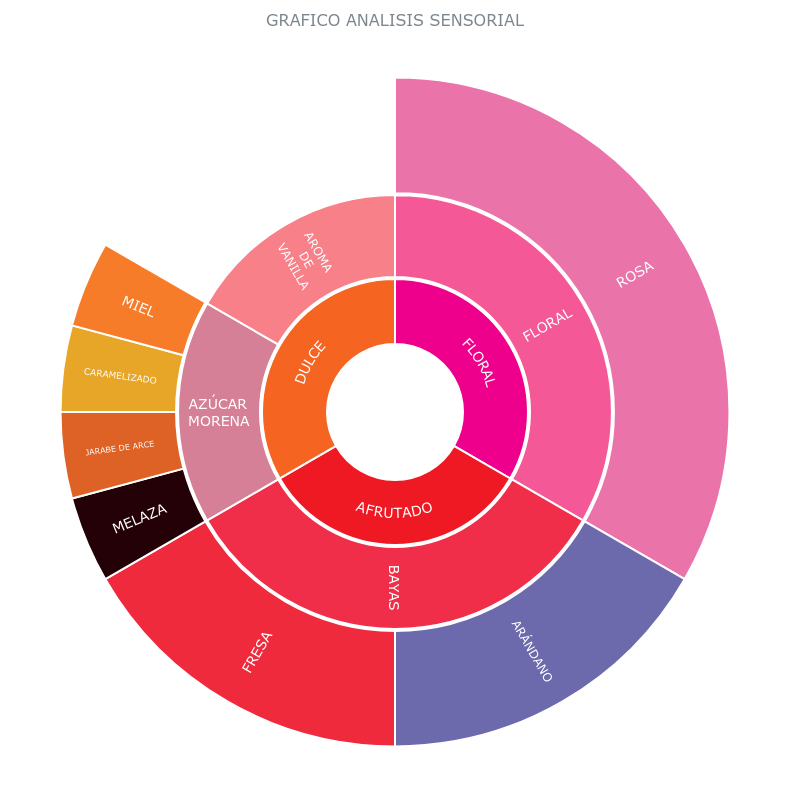 GRAFICO ANALISIS SENSORIAL
FLORAL
AFRUTADO
DULCE
FLORAL
BAYAS
AZÚCAR
MORENA
AROMA
DE
VANILLA
ROSA
ARÁNDANO
FRESA
MELAZA
JARABE DE ARCE
CARAMELIZADO
MIEL